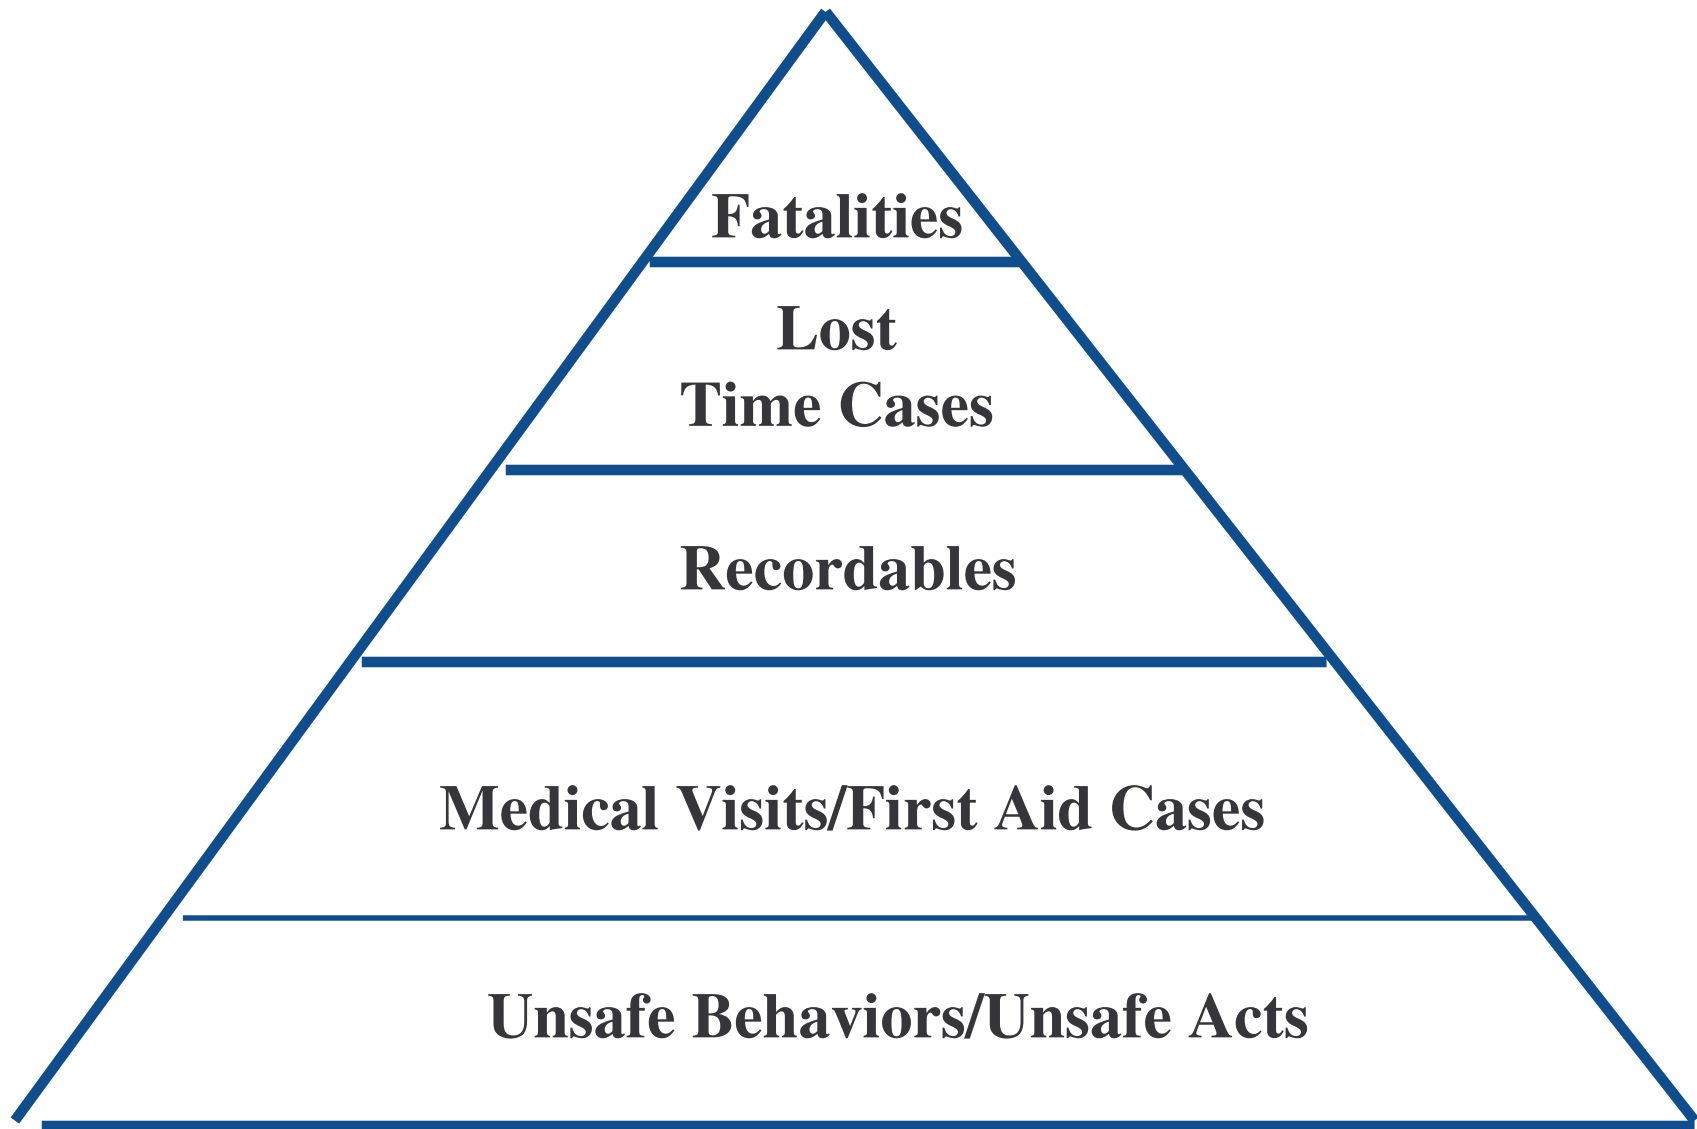 Fatalities
Lost
Time Cases
Recordables
Medical Visits/First Aid Cases
Unsafe Behaviors/Unsafe Acts